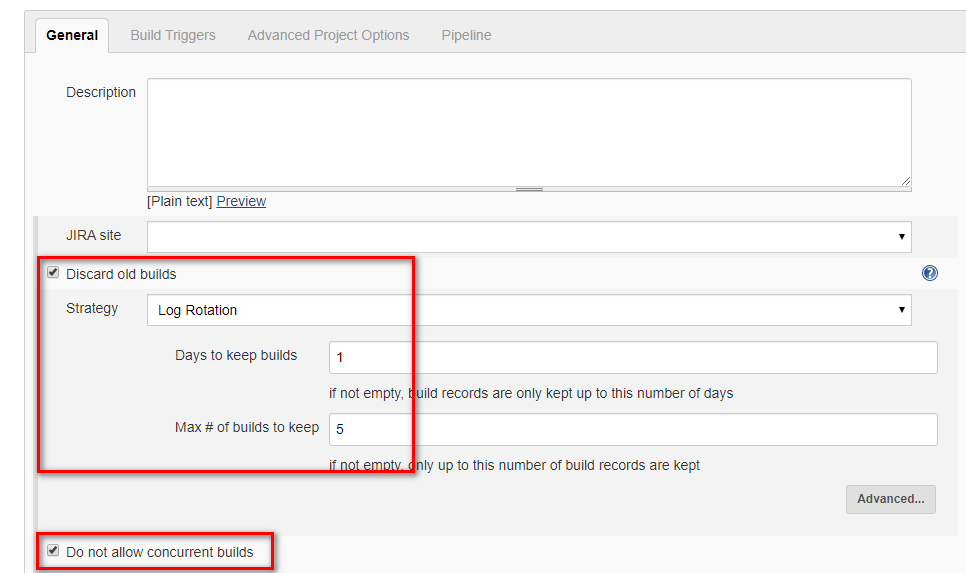 General Build Triggers Advanced Project Options Pipeline
Description
[Plain text] Preview
JIRA site
Discard old builds ?
Strategy Log Rotation
Days to keep builds 1
if not empty, build records are only kept up to this number of days
Max # of builds to keep 5
if not empty, only up to this number of build records are kept
Advanced...
Do not allow concurrent builds